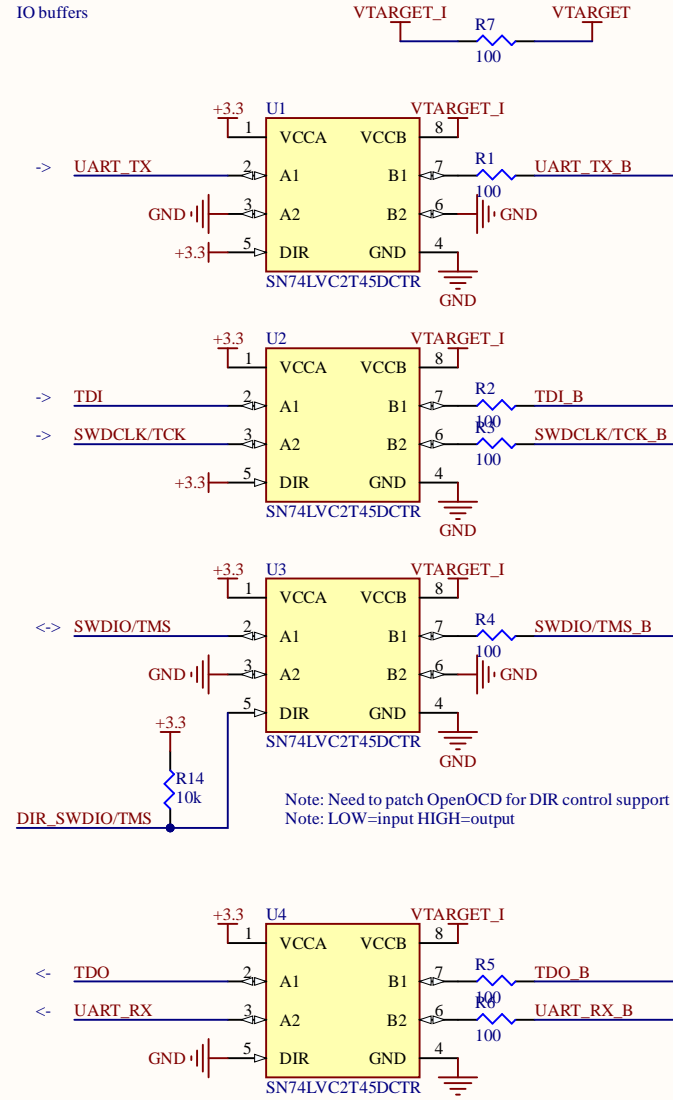 IO buffers
VTARGET_I VTARGET
R7
100
+3.3 U1 VTARGET_I
1 VCCA VCCB 8
-> UART_TX 2 A1 B1 7 R1 UART_TX_B
100
GND 3 A2 B2 6 GND
+3.3 5 DIR GND 4
SN74LVC2T45DCTR
GND
+3.3 U2 VTARGET_I
1 VCCA VCCB 8
-> TDI 2 A1 B1 7 R2 TDI_B
100
-> SWDCLK/TCK 3 A2 B2 6 R3 SWDCLK/TCK_B
100
+3.3 5 DIR GND 4
SN74LVC2T45DCTR
GND
+3.3 U3 VTARGET_I
1 VCCA VCCB 8
<-> SWDIO/TMS 2 A1 B1 7 R4 SWDIO/TMS_B
100
GND 3 A2 B2 6 GND
5 DIR GND 4
+3.3
SN74LVC2T45DCTR
GND
R14
10k
Note: Need to patch OpenOCD for DIR control support
DIR_SWDIO/TMS
Note: LOW=input HIGH=output
+3.3 U4 VTARGET_I
1 VCCA VCCB 8
<- TDO 2 A1 B1 7 R5 TDO_B
100
<- UART_RX 3 A2 B2 6 R6 UART_RX_B
100
GND 5 DIR GND 4
SN74LVC2T45DCTR